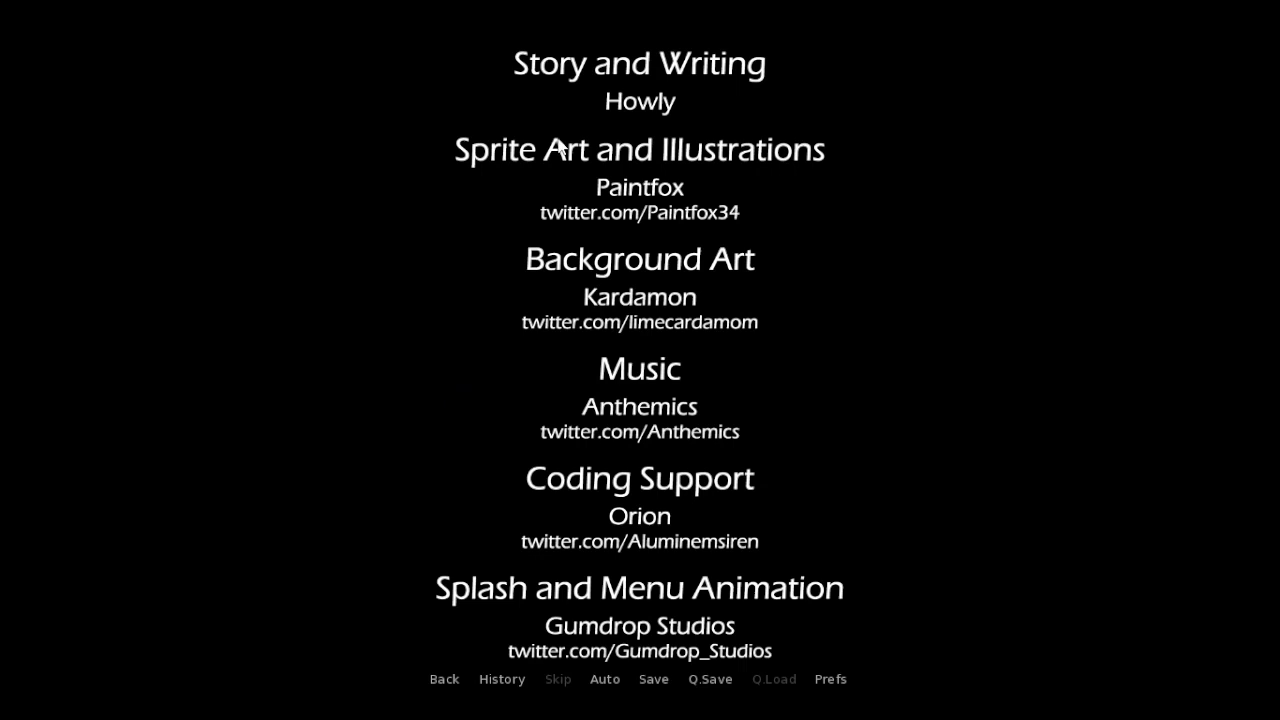 Story and Writing
Howly
Sprite Art and Illustrations
Paintfox
twitter.com/Paintfox34
Background Art
Kardamon
twitter.com/limecardamom
Music
Anthemics
twitter.com/Anthemics
Coding Support
Orion
twitter.com/Aluminemsiren
Splash and Menu Animation
Gumdrop Studios
twitter.com/Gumdrop_Studios
Back History Skip Auto Save Q.Save Q.Load Prefs